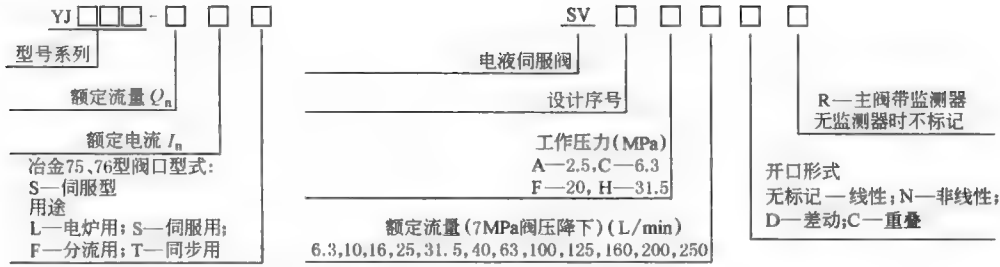 YJ□□□-□ □ □
型号系列
额定流量 Qn
额定电流 In
冶金75、76型阀口型式:
S—伺服型
用途
L—电炉用; S—伺服用;
F—分流用; T—同步用
SV □ □ □ □ □
电液伺服阀
设计序号
工作压力(MPa)
A—2.5,C—6.3
F—20, H—31.5
额定流量(7MPa阀压降下)(L/min)
6.3,10,16,25,31.5,40,63,100,125,160,200,250
R—主阀带监测器
无监测器时不标记
开口形式
无标记—线性;N—非线性;
D—差动;C—重叠